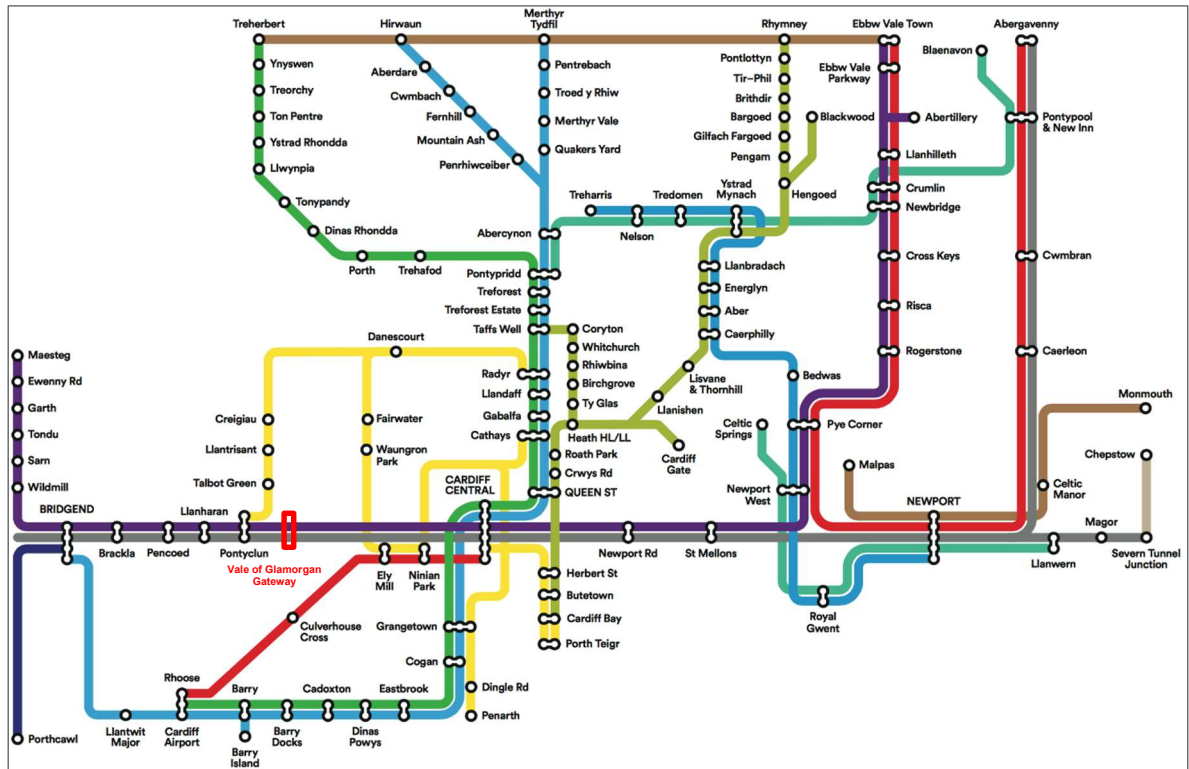 Treherbert
Hirwaun
Merthyr
Tydfil
Rhymney
Ebbw Vale Town
Abergavenny
Ynyswen
Treorchy
Ton Pentre
Ystrad Rhondda
Llwynpia
Tonypandy
Dinas Rhondda
Porth
Trehafod
Aberdare
Cwmbach
Fernhill
Mountain Ash
Penrhiwceiber
Pentrebach
Troed y Rhiw
Merthyr Vale
Quakers Yard
Abercynon
Pontypridd
Treforest
Treforest Estate
Taffs Well
Radyr
Llandaff
Gabalfa
Cathays
QUEEN ST
CARDIFF
CENTRAL
Pontlottyn
Tir-Phil
Brithdir
Bargoed
Gilfach Fargoed
Pengam
Blackwood
Hengoed
Treharris
Nelson
Tredomen
Ystrad
Mynach
Llanbradach
Energlyn
Aber
Caerphilly
Lisvane
& Thornhill
Llanishen
Cardiff
Gate
Coryton
Whitchurch
Rhiwbina
Birchgrove
Ty Glas
Heath HL/LL
Roath Park
Crwys Rd
Ebbw Vale
Parkway
Abertillery
Llanhilleth
Crumlin
Newbridge
Cross Keys
Risca
Rogerstone
Pye Corner
Blaenavon
Pontypool
& New Inn
Cwmbran
Caerleon
Bedwas
Celtic
Springs
Newport
West
Malpas
NEWPORT
Monmouth
Chepstow
Celtic
Manor
Magor
Severn Tunnel
Junction
Llanwern
Royal
Gwent
Newport Rd
St Mellons
Danescourt
Creigiau
Llantrisant
Talbot Green
Fairwater
Waungron
Park
Maesteg
Ewenny Rd
Garth
Tondu
Sarn
Wildmill
BRIDGEND
Brackla
Pencoed
Llanharan
Pontyclun
Vale of Glamorgan
Gateway
Ely
Mill
Ninian
Park
Culverhouse
Cross
Herbert St
Butetown
Cardiff Bay
Porth Teigr
Grangetown
Cogan
Dingle Rd
Penarth
Rhoose
Cardiff
Airport
Barry
Barry
Island
Barry
Docks
Cadoxton
Dinas
Powys
Eastbrook
Llantwit
Major
Porthcawl